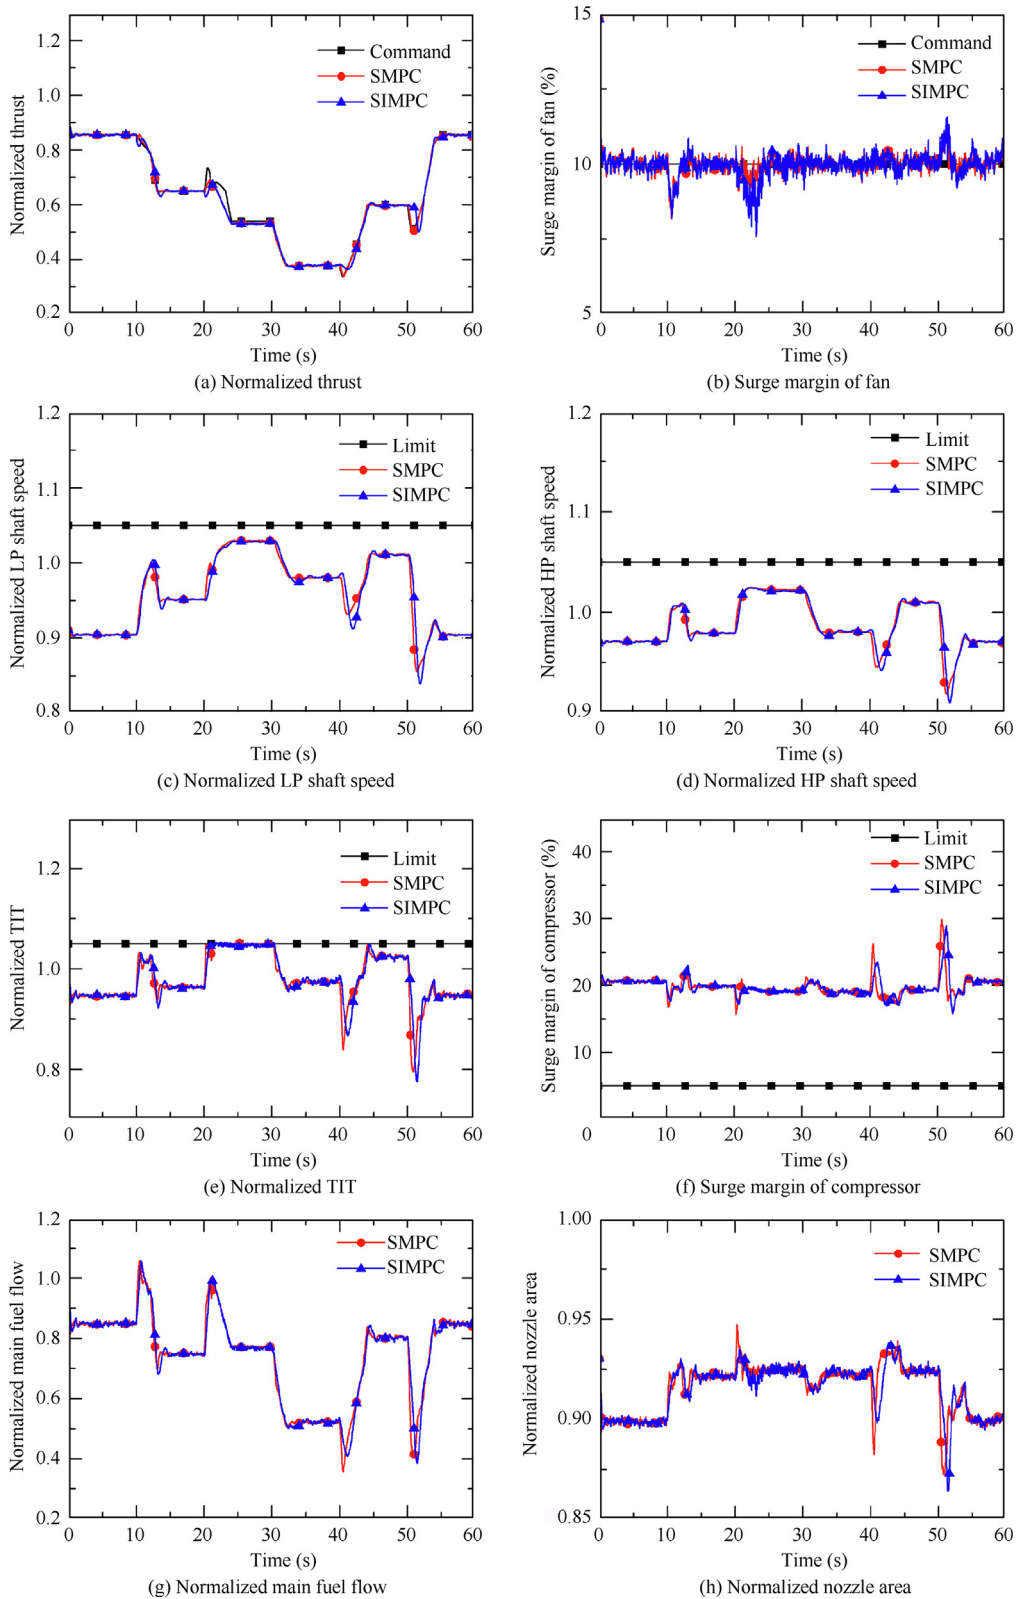 1.2
1.0
0.8
0.6
0.4
0.2
Normalized thrust
Command
SMPC
SIMPC
0 10 20 30 40 50 60
Time (s)
(a) Normalized thrust
15
10
5
Surge margin of fan (%)
Command
SMPC
SIMPC
0 10 20 30 40 50 60
Time (s)
(b) Surge margin of fan
1.2
1.1
1.0
0.9
0.8
Normalized LP shaft speed
Limit
SMPC
SIMPC
0 10 20 30 40 50 60
Time (s)
(c) Normalized LP shaft speed
1.2
1.1
1.0
0.9
Normalized HP shaft speed
Limit
SMPC
SIMPC
0 10 20 30 40 50 60
Time (s)
(d) Normalized HP shaft speed
1.2
1.0
0.8
Normalized TIT
Limit
SMPC
SIMPC
0 10 20 30 40 50 60
Time (s)
(e) Normalized TIT
40
30
20
10
Surge margin of compressor (%)
Limit
SMPC
SIMPC
0 10 20 30 40 50 60
Time (s)
(f) Surge margin of compressor
1.2
1.0
0.8
0.6
0.4
0.2
Normalized main fuel flow
SMPC
SIMPC
0 10 20 30 40 50 60
Time (s)
(g) Normalized main fuel flow
1.00
0.95
0.90
0.85
Normalized nozzle area
SMPC
SIMPC
0 10 20 30 40 50 60
Time (s)
(h) Normalized nozzle area